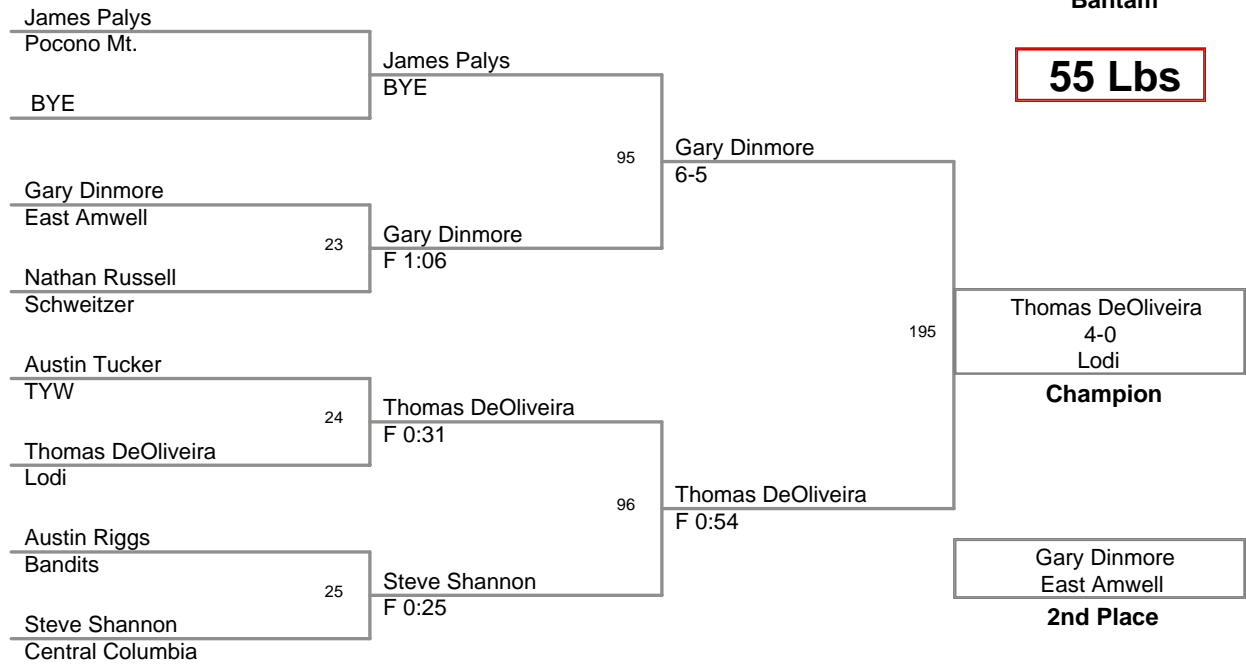 Bantam
55 Lbs
James Palys
Pocono Mt.
BYE
Gary Dinmore
East Amwell
23
Nathan Russell
Schweitzer
Austin Tucker
TYW
24
Thomas DeOliveira
Lodi
Austin Riggs
Bandits
25
Steve Shannon
Central Columbia
James Palys
BYE
95
Gary Dinmore
F 1:06
Thomas DeOliveira
F 0:31
96
Steve Shannon
F 0:25
Gary Dinmore
6-5
195
Thomas DeOliveira
F 0:54
Thomas DeOliveira
4-0
Lodi
Champion
Gary Dinmore
East Amwell
2nd Place